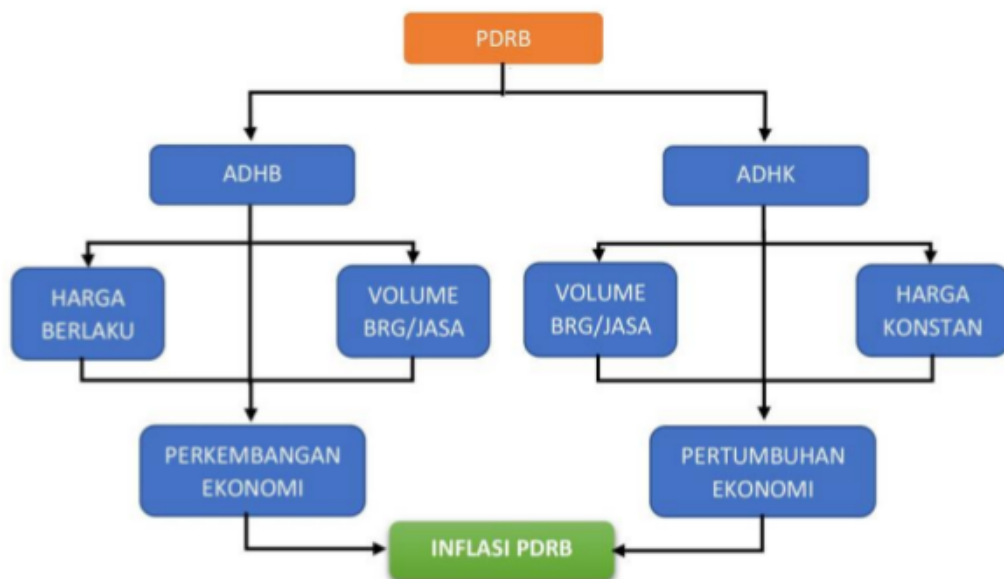 PDRB
ADHB
ADHK
HARGA
BERLAKU
VOLUME
BRG/JASA
VOLUME
BRG/JASA
HARGA
KONSTAN
PERKEMBANGAN
EKONOMI
PERTUMBUHAN
EKONOMI
INFLASI PDRB